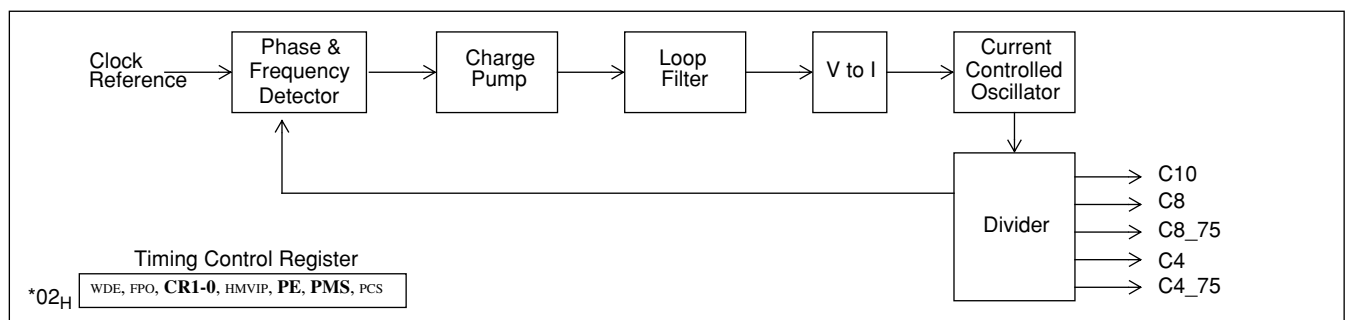 Clock
Reference
Phase &
Frequency
Detector
Charge
Pump
Loop
Filter
V to I
Current
Controlled
Oscillator
Divider
C10
C8
C8_75
C4
C4_75
Timing Control Register
*02H
WDE, FPO, CR1-0, HMVIP, PE, PMS, PCS